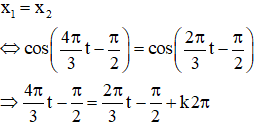 x₁ = x₂
⇔ cos(4π/3 t − π/2) = cos(2π/3 t − π/2)
⇒ 4π/3 t − π/2 = 2π/3 t − π/2 + k2π